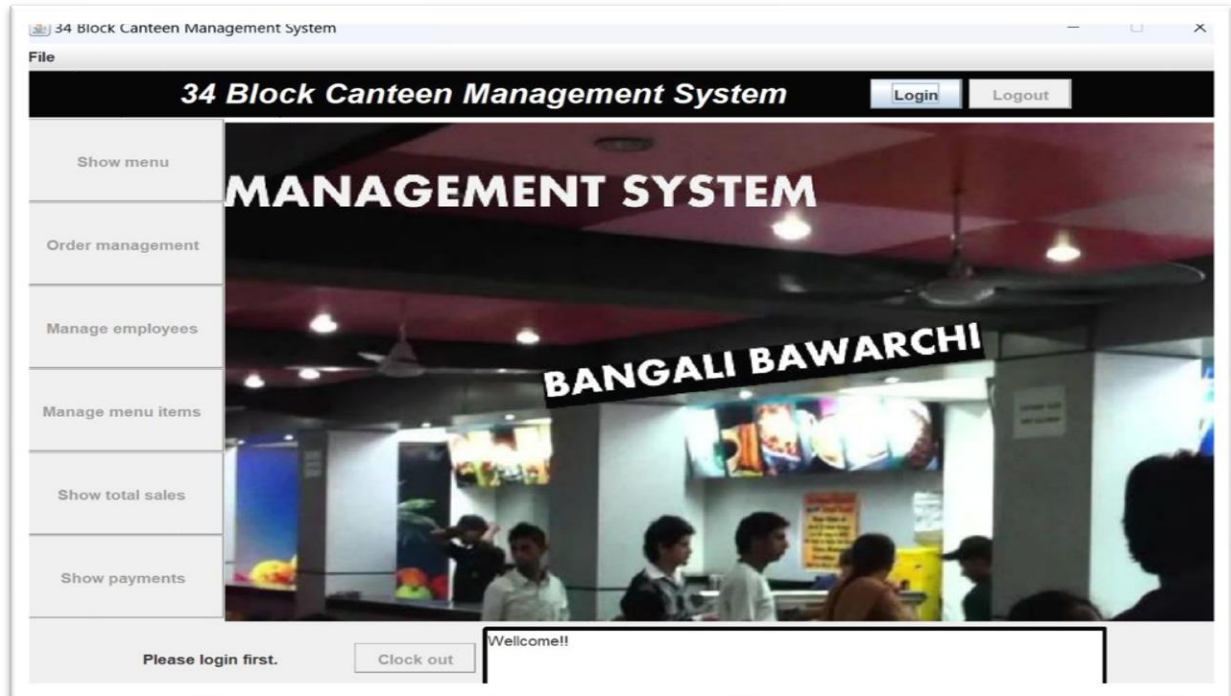 34 Block Canteen Management System
File
34 Block Canteen Management System
Login
Logout
Show menu
MANAGEMENT SYSTEM
Order management
Manage employees
BANGALI BAWARCHI
Manage menu items
Show total sales
Show payments
Please login first.
Clock out
Wellcome!!